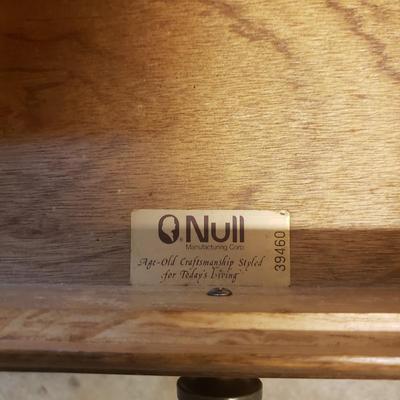 Null
Manufacturing Corp.
Age-Old Craftsmanship Styled
for Today's Living
39460